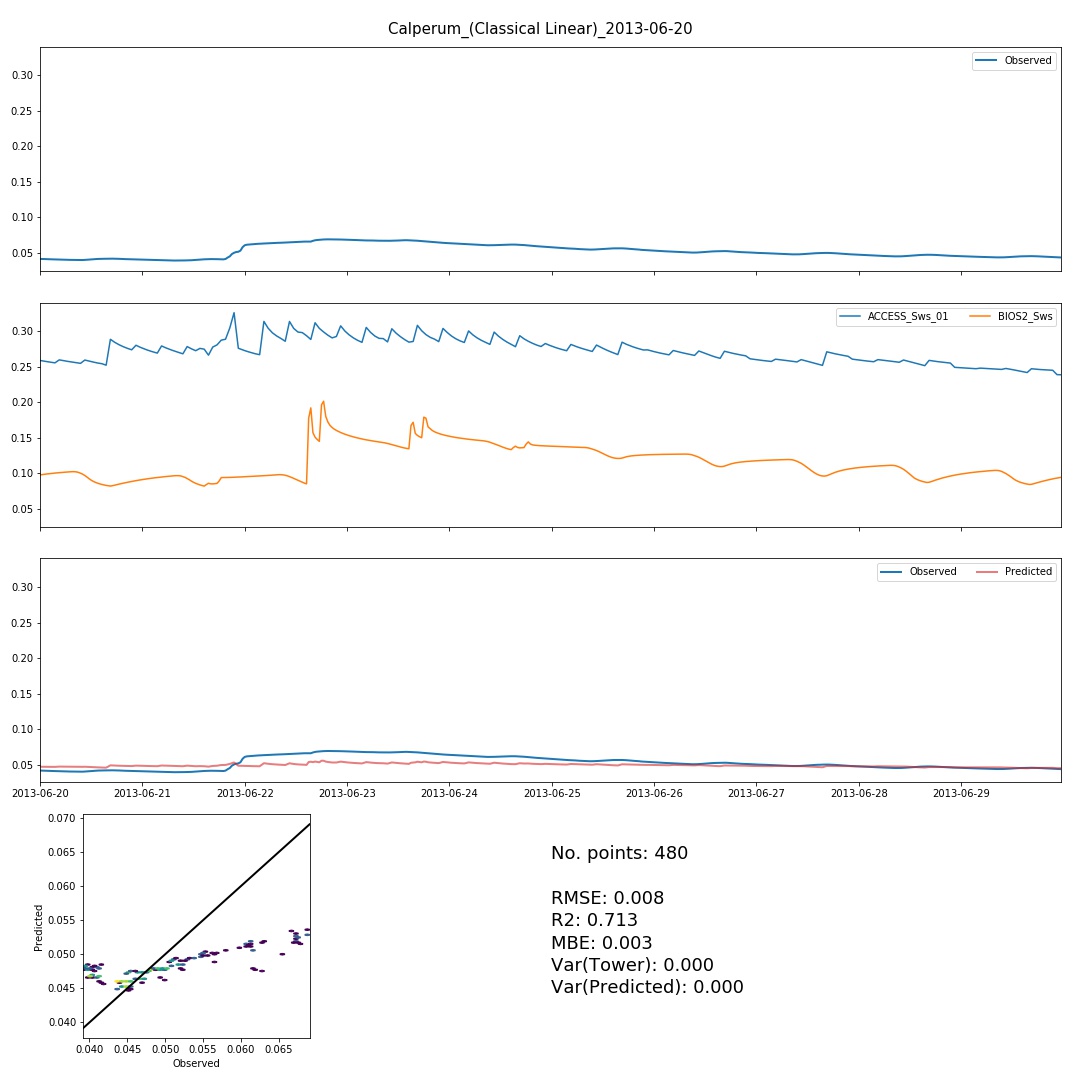 Calperum_(Classical Linear)_2013-06-20
Observed
0.30
0.25
0.20
0.15
0.10
0.05
ACCESS_Sws_01 BIOS2_Sws
0.30
0.25
0.20
0.15
0.10
0.05
Observed Predicted
0.30
0.25
0.20
0.15
0.10
0.05
2013-06-20 2013-06-21 2013-06-22 2013-06-23 2013-06-24 2013-06-25 2013-06-26 2013-06-27 2013-06-28 2013-06-29
0.070
0.065
0.060
0.055
0.050
0.045
0.040
Predicted
0.040 0.045 0.050 0.055 0.060 0.065
Observed
No. points: 480
RMSE: 0.008
R2: 0.713
MBE: 0.003
Var(Tower): 0.000
Var(Predicted): 0.000